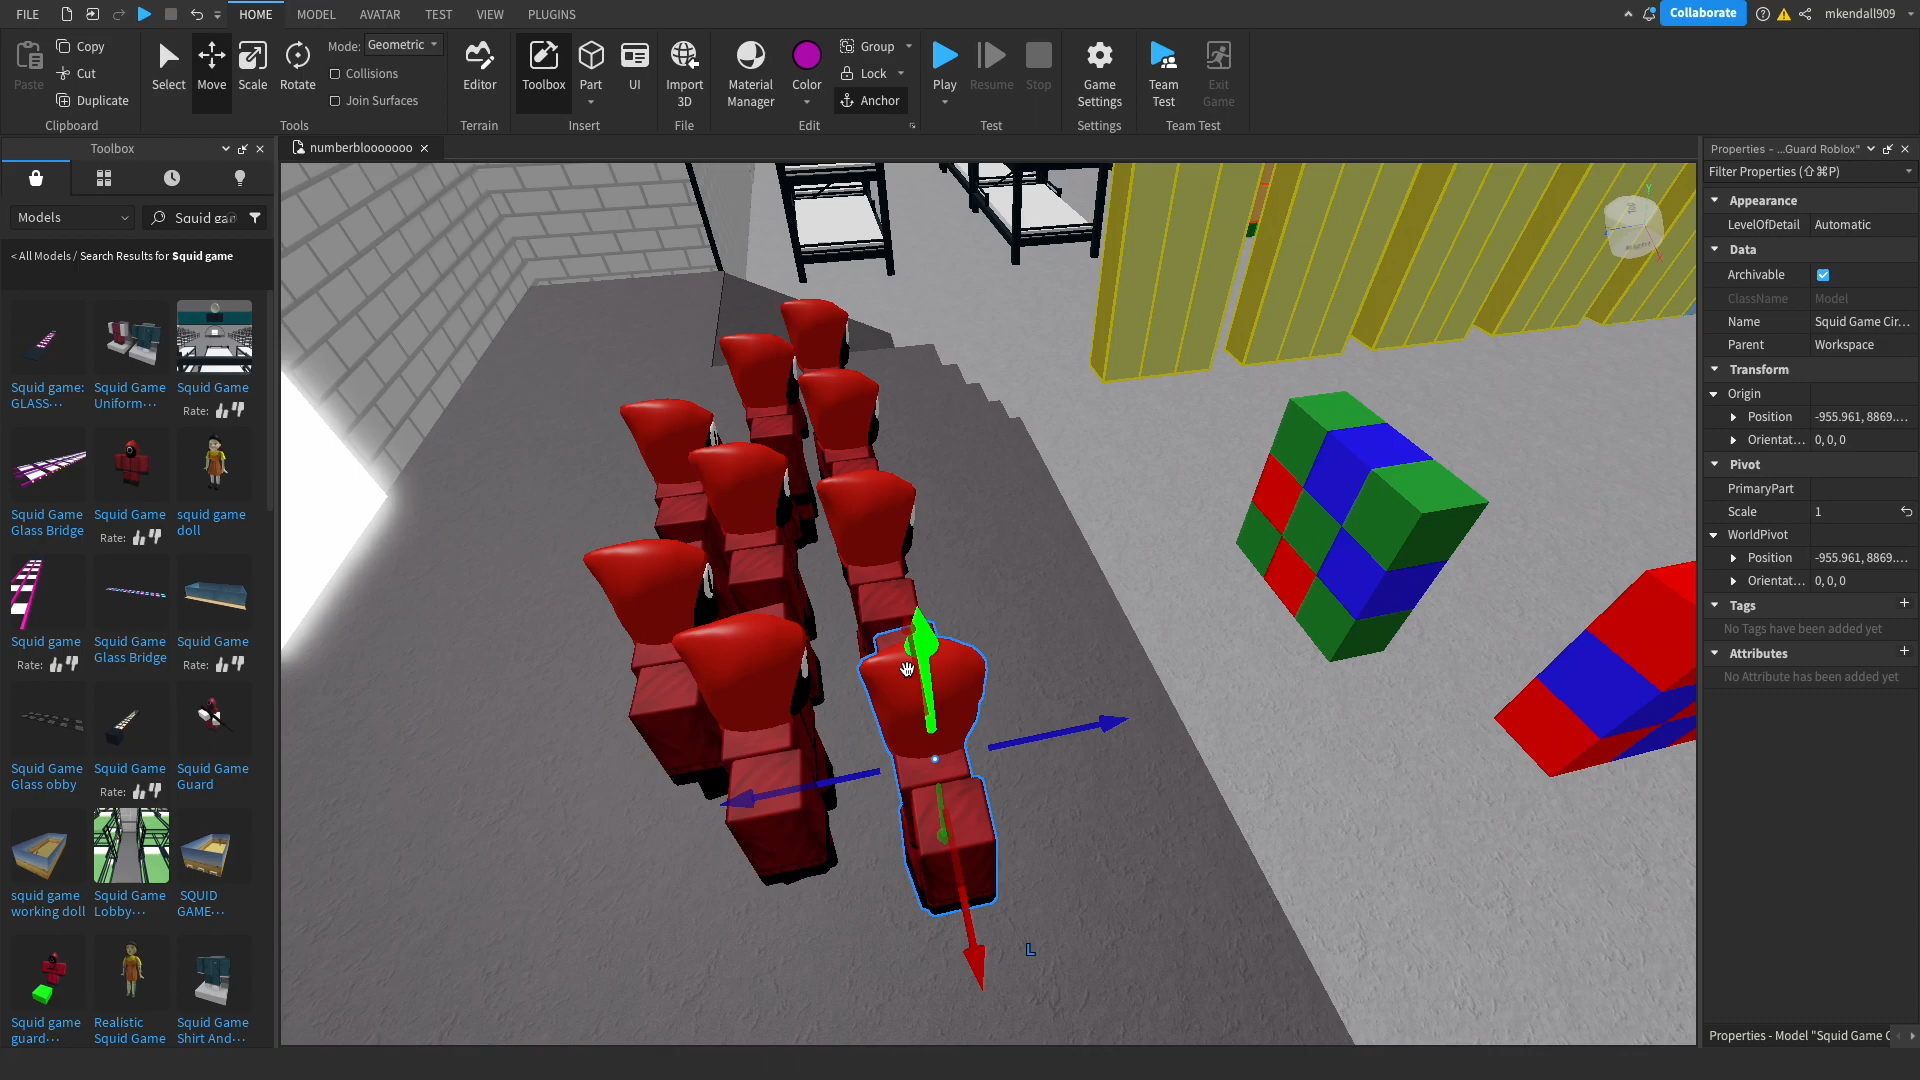 FILE
HOME
MODEL
AVATAR
TEST
VIEW
PLUGINS
Collaborate
mkendall909
Paste
Copy
Cut
Duplicate
Clipboard
Select
Move
Scale
Rotate
Mode: Geometric
Collisions
Join Surfaces
Tools
Editor
Terrain
Toolbox
Part
UI
Insert
Import
3D
File
Material
Manager
Color
Group
Lock
Anchor
Edit
Play
Resume
Stop
Test
Game
Settings
Settings
Team
Test
Exit
Game
Team Test
Toolbox
Models
Squid gan
< All Models / Search Results for Squid game
Squid game:
GLASS···
Squid Game
Uniform···
Squid Game
Rate:
Squid Game
Glass Bridge
Squid Game
Rate:
squid game
doll
Squid game
Rate:
Squid Game
Glass Bridge
Squid Game
Rate:
Squid Game
Glass obby
Squid Game
Rate:
Squid Game
Guard
squid game
working doll
Squid Game
Lobby···
SQUID
GAME···
Squid game
guard···
Realistic
Squid Game
Squid Game
Shirt And···
numberblooooooo
L
Y
X
Properties - ...Guard Roblox"
Filter Properties (⇧⌘P)
Appearance
LevelOfDetail Automatic
Data
Archivable
ClassName Model
Name Squid Game Cir...
Parent Workspace
Transform
Origin
Position -955.961, 8869....
Orientat... 0, 0, 0
Pivot
PrimaryPart
Scale 1
WorldPivot
Position -955.961, 8869....
Orientat... 0, 0, 0
Tags
No Tags have been added yet
Attributes
No Attribute has been added yet
Properties - Model "Squid Game C